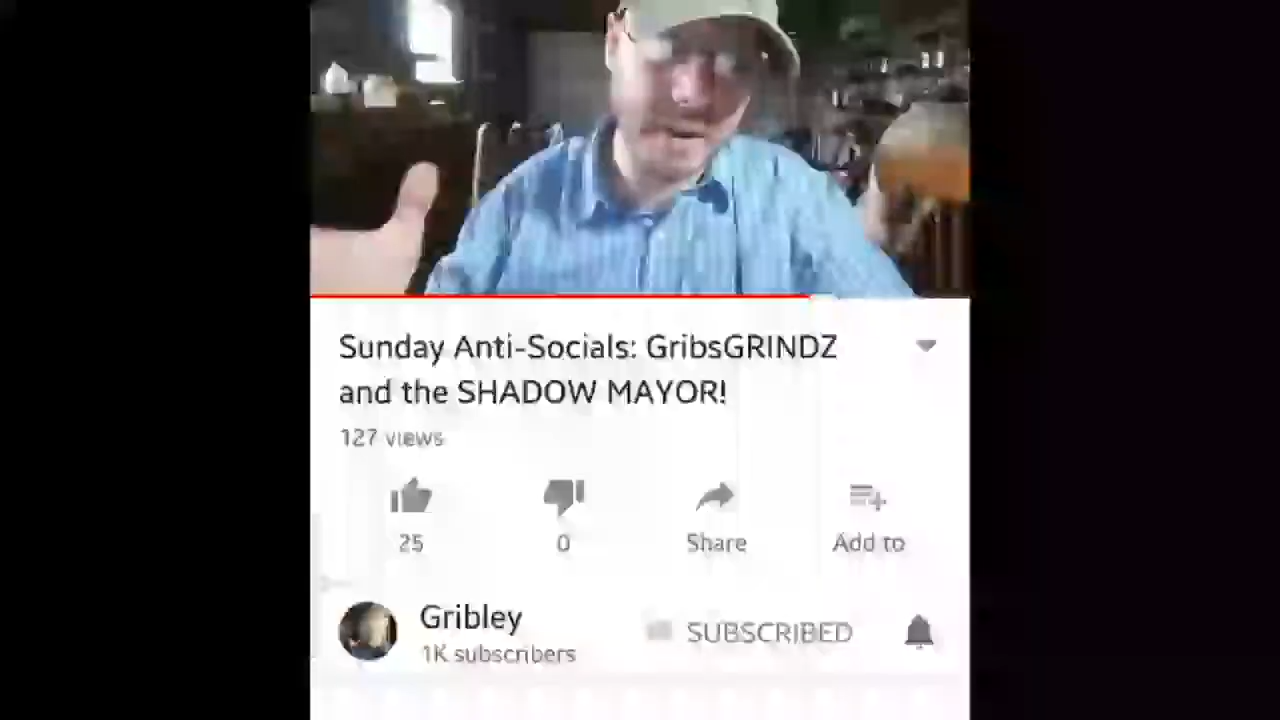 Sunday Anti-Socials: GribsGRINDZ
and the SHADOW MAYOR!
127 views
25
0
Share
Add to
Gribley
SUBSCRIBED
1K subscribers